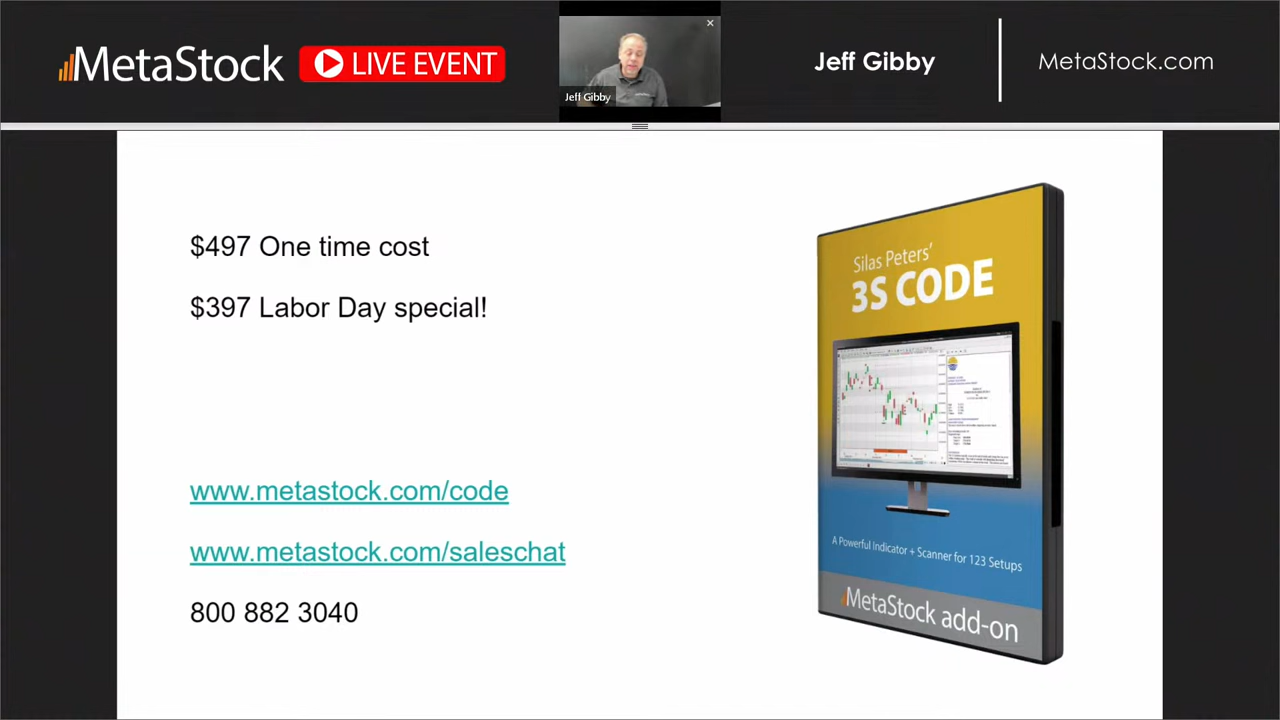 MetaStock
LIVE EVENT
Jeff Gibby
Jeff Gibby
MetaStock.com
$497 One time cost
$397 Labor Day special!
www.metastock.com/code
www.metastock.com/saleschat
800 882 3040
Silas Peters'
3S CODE
A Powerful Indicator + Scanner for 123 Setups
MetaStock add-on